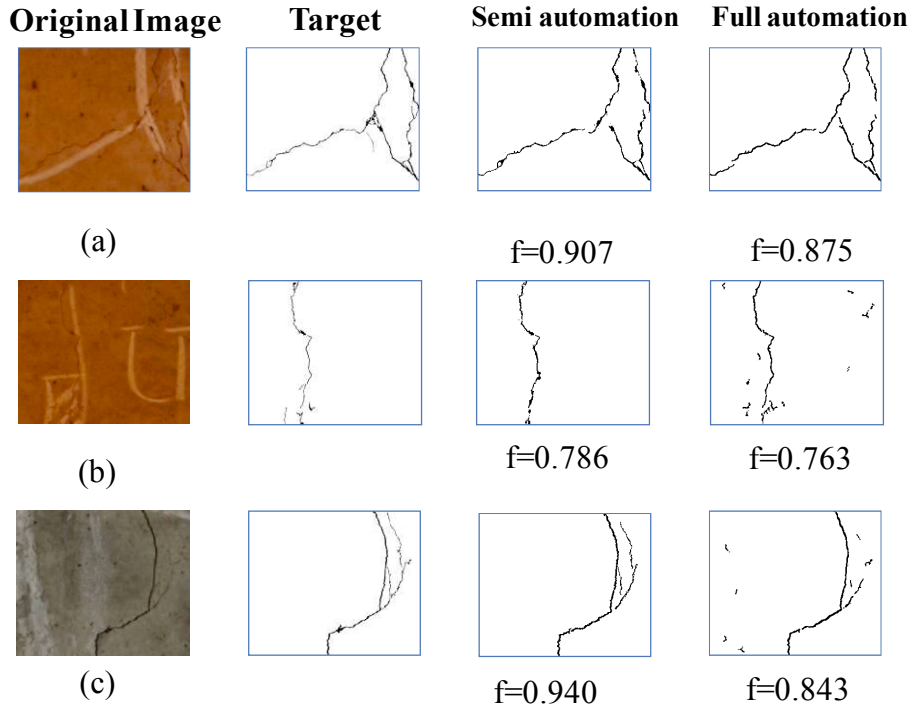 Original Image Target Semi automation Full automation
(a) f=0.907 f=0.875
(b) f=0.786 f=0.763
(c) f=0.940 f=0.843